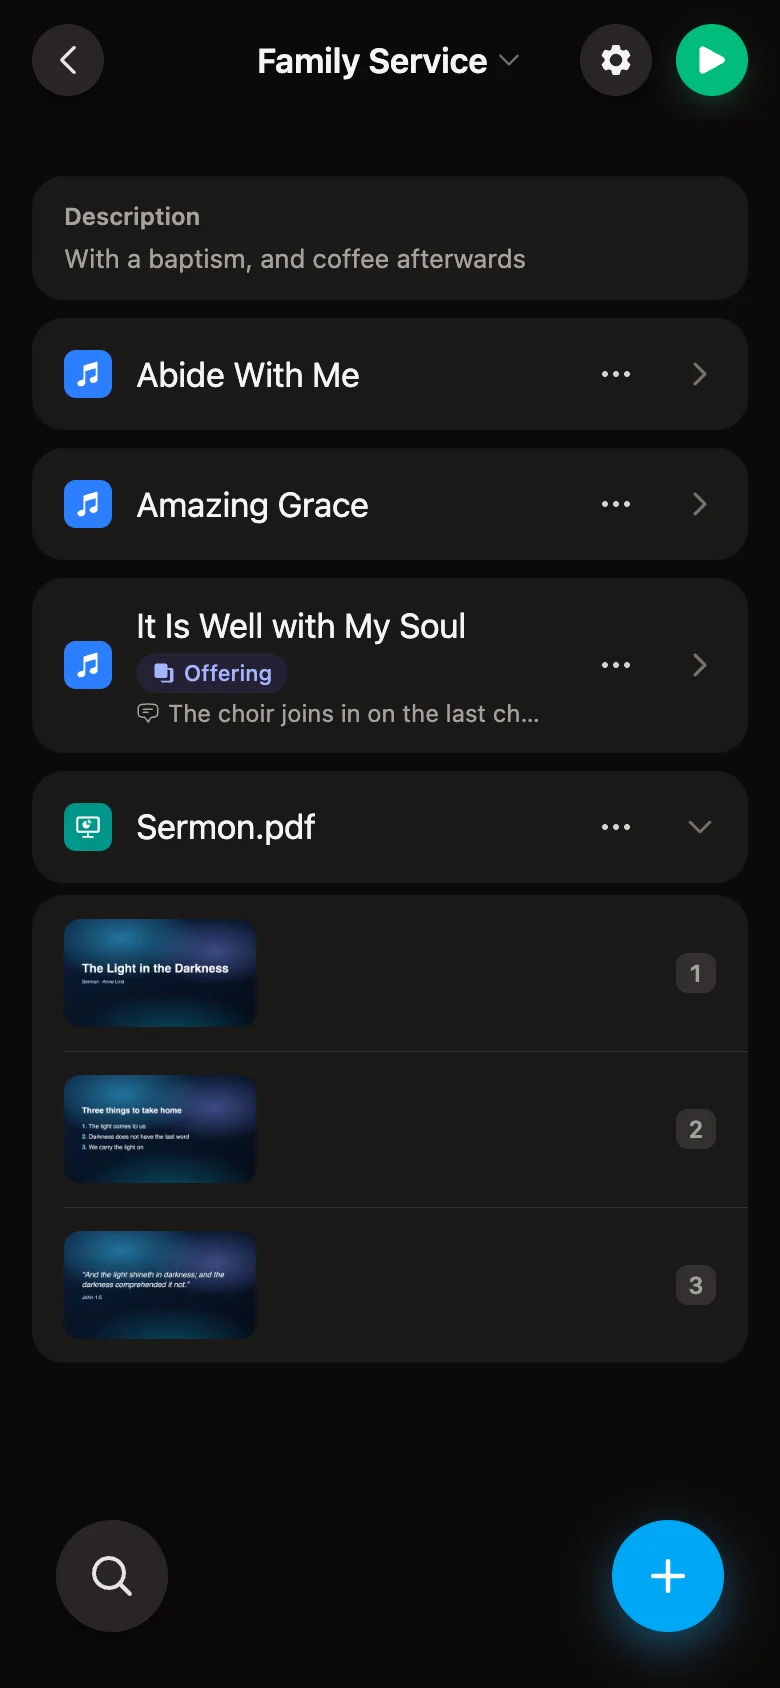 Family Service
Description
With a baptism, and coffee afterwards
Abide With Me
Amazing Grace
It Is Well with My Soul
Offering
The choir joins in on the last ch...
Sermon.pdf
The Light in the Darkness
Sermon · Anne Lind
1
Three things to take home
1. The light comes to us
2. Darkness does not have the last word
3. We carry the light on
2
"And the light shineth in darkness; and the
darkness comprehended it not."
John 1:5
3